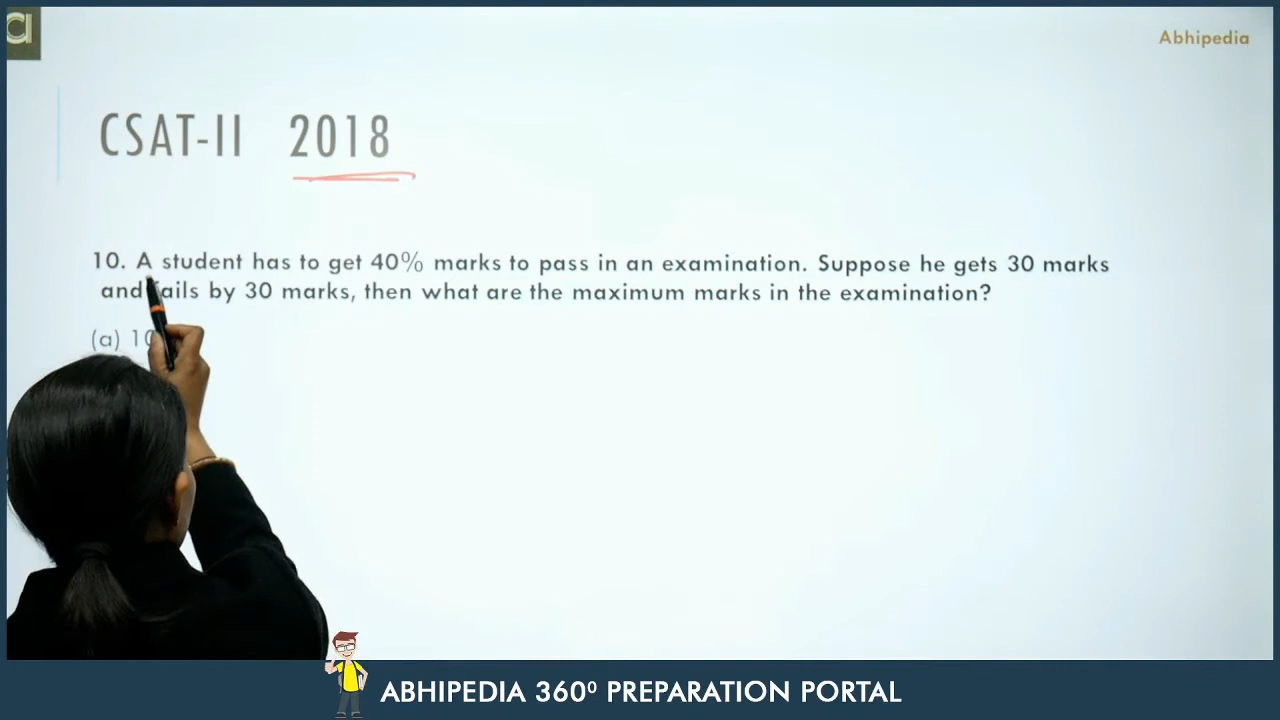 Abhipedia
CSAT-II 2018
10. A student has to get 40% marks to pass in an examination. Suppose he gets 30 marks
and fails by 30 marks, then what are the maximum marks in the examination?
(a)
ABHIPEDIA 360⁰ PREPARATION PORTAL